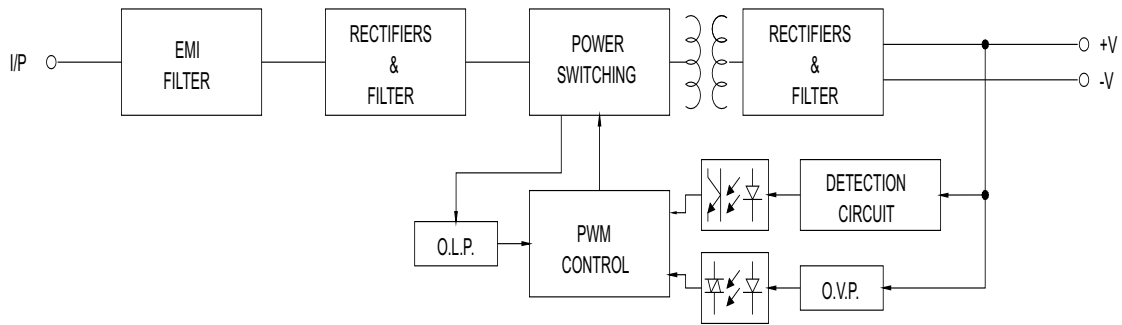 I/P
EMI
FILTER
RECTIFIERS
&
FILTER
POWER
SWITCHING
RECTIFIERS
&
FILTER
+V
-V
O.L.P.
PWM
CONTROL
DETECTION
CIRCUIT
O.V.P.